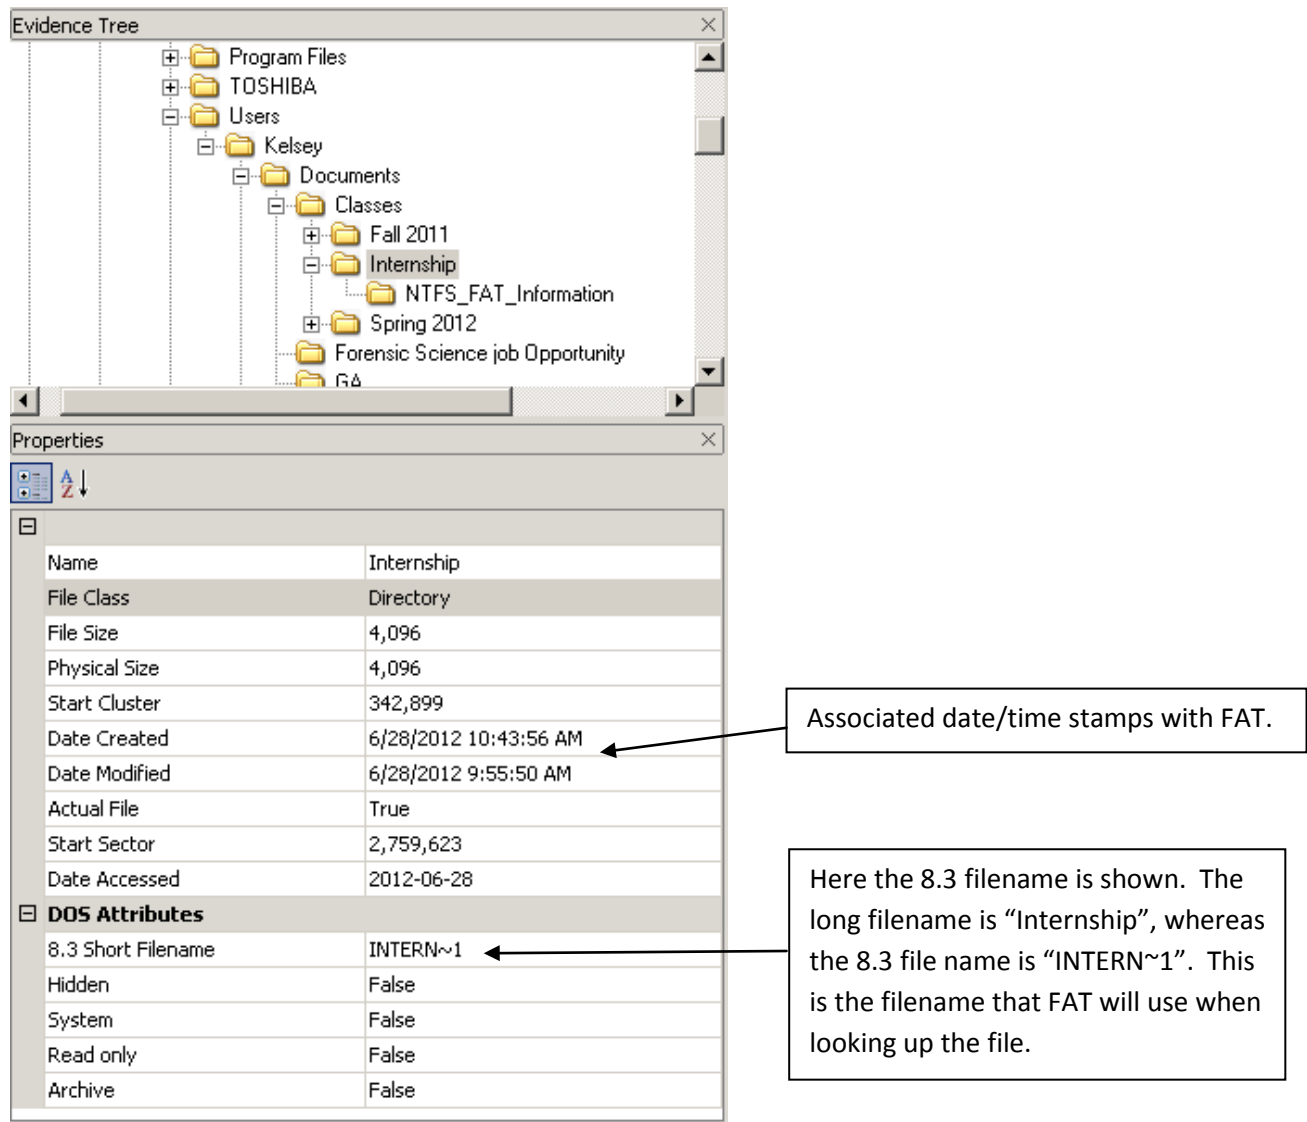 Evidence Tree
Program Files
TOSHIBA
Users
Kelsey
Documents
Classes
Fall 2011
Internship
NTFS_FAT_Information
Spring 2012
Forensic Science job Opportunity
GA
Properties
Name Internship
File Class Directory
File Size 4,096
Physical Size 4,096
Start Cluster 342,899
Date Created 6/28/2012 10:43:56 AM
Date Modified 6/28/2012 9:55:50 AM
Actual File True
Start Sector 2,759,623
Date Accessed 2012-06-28
DOS Attributes
8.3 Short Filename INTERN~1
Hidden False
System False
Read only False
Archive False
Associated date/time stamps with FAT.
Here the 8.3 filename is shown. The
long filename is “Internship”, whereas
the 8.3 file name is “INTERN~1”. This
is the filename that FAT will use when
looking up the file.